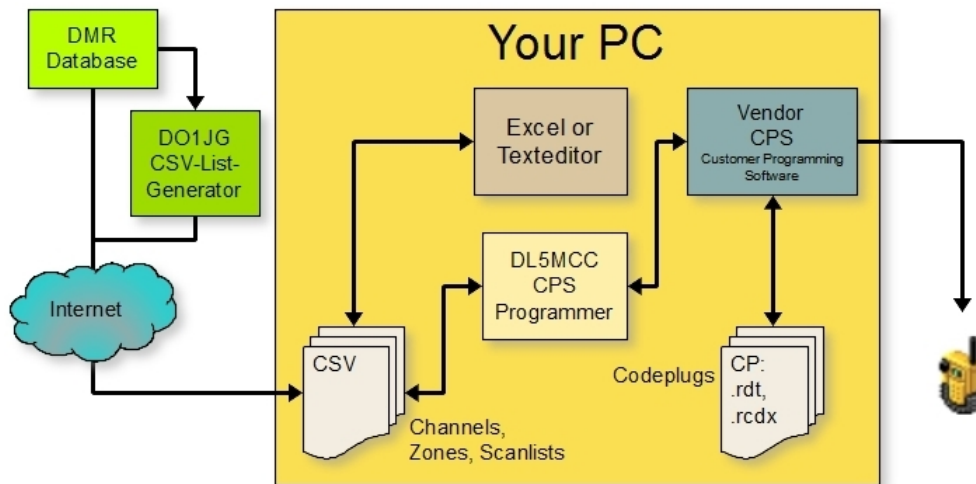 DMR
Database
DO1JG
CSV-List-
Generator
Internet
Your PC
Excel or
Texteditor
Vendor
CPS
Customer Programming
Software
DL5MCC
CPS
Programmer
CSV
Channels,
Zones, Scanlists
Codeplugs
CP:
.rdt,
.rcdx